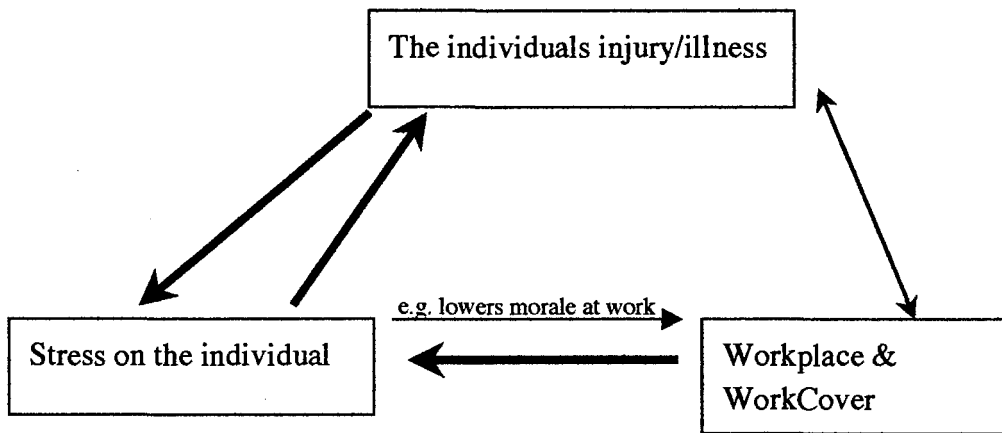 The individuals injury/illness
e.g. lowers morale at work
Stress on the individual
Workplace &
WorkCover